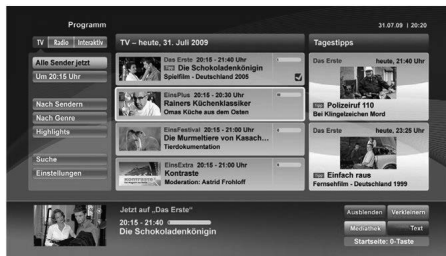 Programm
31.07.09 | 20:20
TV Radio Interaktiv
Alle Sender jetzt
Um 20:15 Uhr
Nach Sendern
Nach Genre
Highlights
Suche
Einstellungen
TV – heute, 31. Juli 2009
Das Erste 20:15 - 21:40 Uhr
Die Schokoladenkönigin
Spielfilm - Deutschland 2005
EinsPlus 20:15 - 20:30 Uhr
Rainers Küchenklassiker
Omas Küche aus dem Osten
EinsFestival 20:15 - 21:00 Uhr
Die Murmeltiere von Kasach...
Tierdokumentation
EinsExtra 20:15 - 21:00 Uhr
Kontraste
Moderation: Astrid Frohloff
KONTRASTE
Tagestipps
Das Erste heute, 21:40 Uhr
Tipp Polizeiruf 110
Bei Klingelzeichen Mord
Das Erste heute, 23:25 Uhr
Tipp Einfach raus
Fernsehfilm - Deutschland 1999
Jetzt auf „Das Erste“
20:15 - 21:40
Die Schokoladenkönigin
Ausblenden Verkleinern
Mediathek Text
Startseite: 0-Taste